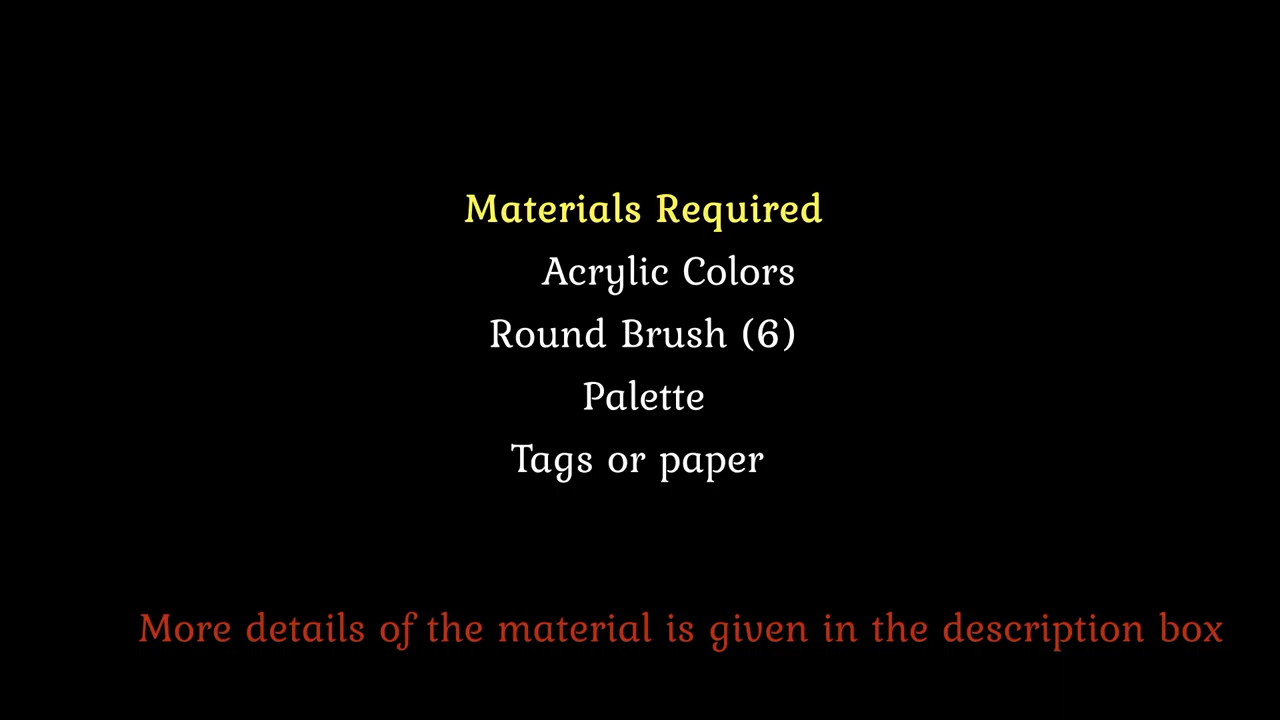 Materials Required
Acrylic Colors
Round Brush (6)
Palette
Tags or paper
More details of the material is given in the description box